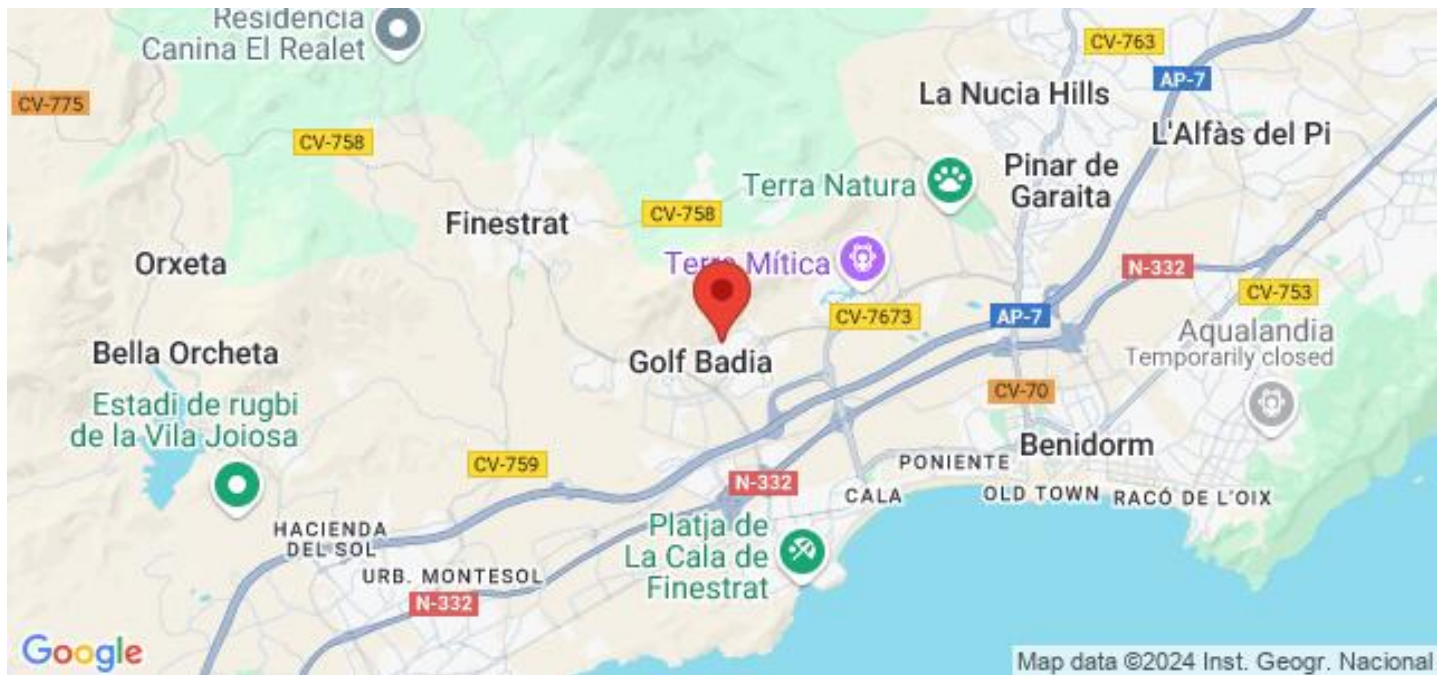 Residencia
Canina El Realet
CV-763
AP-7
CV-775
La Nucia Hills
CV-758
L'Alfàs del Pi
Terra Natura
Pinar de
Garaita
Finestrat
CV-758
Orxeta
Terra Mítica
N-332
CV-753
CV-7673
AP-7
Aqualandia
Temporarily closed
Bella Orcheta
Golf Badia
CV-70
Estadi de rugbi
de la Vila Joiosa
Benidorm
CV-759
PONIENTE
N-332
CALA
OLD TOWN
RACÓ DE L'OIX
HACIENDA
DEL SOL
Platja de
La Cala de
Finestrat
URB. MONTESOL
N-332
Google
Map data ©2024 Inst. Geogr. Nacional